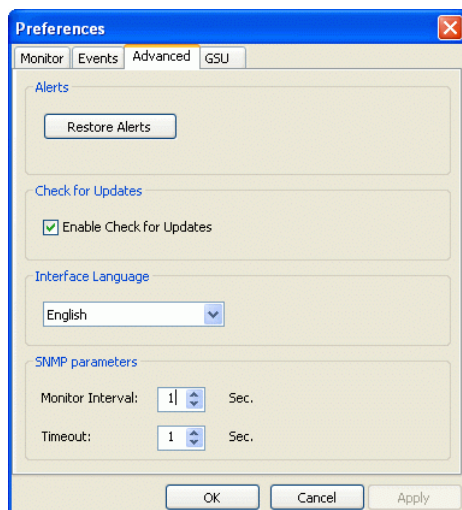 Preferences
Monitor Events Advanced GSU
Alerts
Restore Alerts
Check for Updates
Enable Check for Updates
Interface Language
English
SNMP parameters
Monitor Interval: 1 Sec.
Timeout: 1 Sec.
OK Cancel Apply